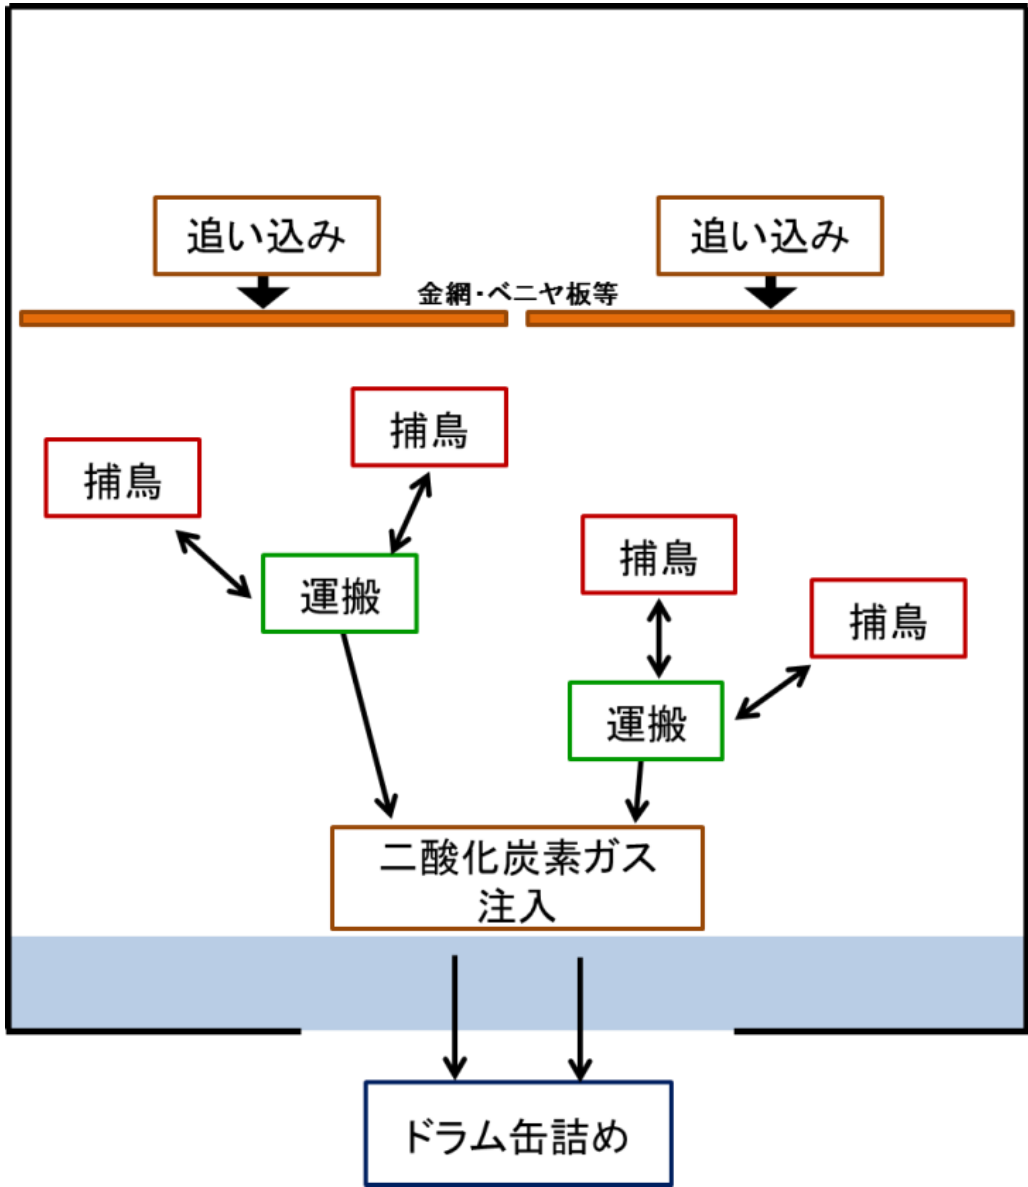 追い込み
追い込み
金網・ベニヤ板等
捕鳥
捕鳥
運搬
捕鳥
捕鳥
運搬
二酸化炭素ガス
注入
ドラム缶詰め